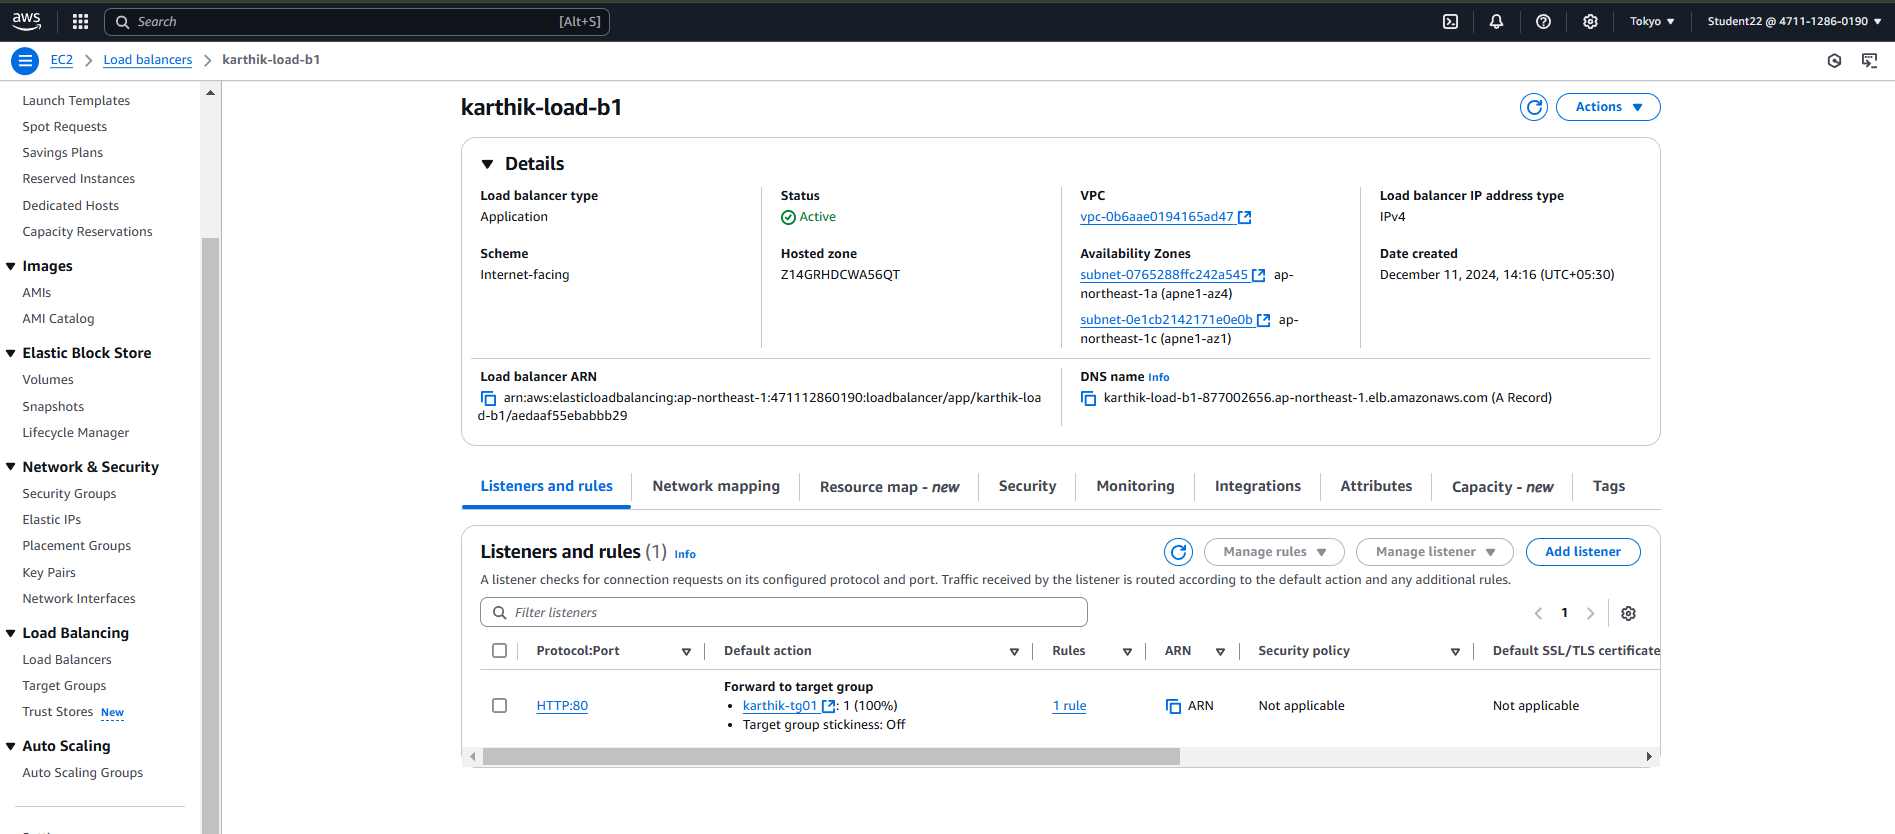 aws
Search
[Alt+S]
Tokyo
Student22 @ 4711-1286-0190
EC2
Load balancers
karthik-load-b1
Launch Templates
Spot Requests
Savings Plans
Reserved Instances
Dedicated Hosts
Capacity Reservations
Images
AMIs
AMI Catalog
Elastic Block Store
Volumes
Snapshots
Lifecycle Manager
Network & Security
Security Groups
Elastic IPs
Placement Groups
Key Pairs
Network Interfaces
Load Balancing
Load Balancers
Target Groups
Trust Stores New
Auto Scaling
Auto Scaling Groups
karthik-load-b1
Actions
Details
Load balancer type
Application
Status
Active
VPC
vpc-0b6aae0194165ad47
Load balancer IP address type
IPv4
Scheme
Internet-facing
Hosted zone
Z14GRHDCWA56QT
Availability Zones
subnet-0765288ffc242a545 ap-
northeast-1a (apne1-az4)
subnet-0e1cb2142171e0e0b ap-
northeast-1c (apne1-az1)
Date created
December 11, 2024, 14:16 (UTC+05:30)
Load balancer ARN
arn:aws:elasticloadbalancing:ap-northeast-1:471112860190:loadbalancer/app/karthik-loa
d-b1/aedaaf55ebabbb29
DNS name Info
karthik-load-b1-877002656.ap-northeast-1.elb.amazonaws.com (A Record)
Listeners and rules
Network mapping
Resource map - new
Security
Monitoring
Integrations
Attributes
Capacity - new
Tags
Listeners and rules (1) Info
Manage rules
Manage listener
Add listener
A listener checks for connection requests on its configured protocol and port. Traffic received by the listener is routed according to the default action and any additional rules.
Filter listeners
1
Protocol:Port
Default action
Rules
ARN
Security policy
Default SSL/TLS certificate
HTTP:80
Forward to target group
• karthik-tg01 : 1 (100%)
• Target group stickiness: Off
1 rule
ARN
Not applicable
Not applicable